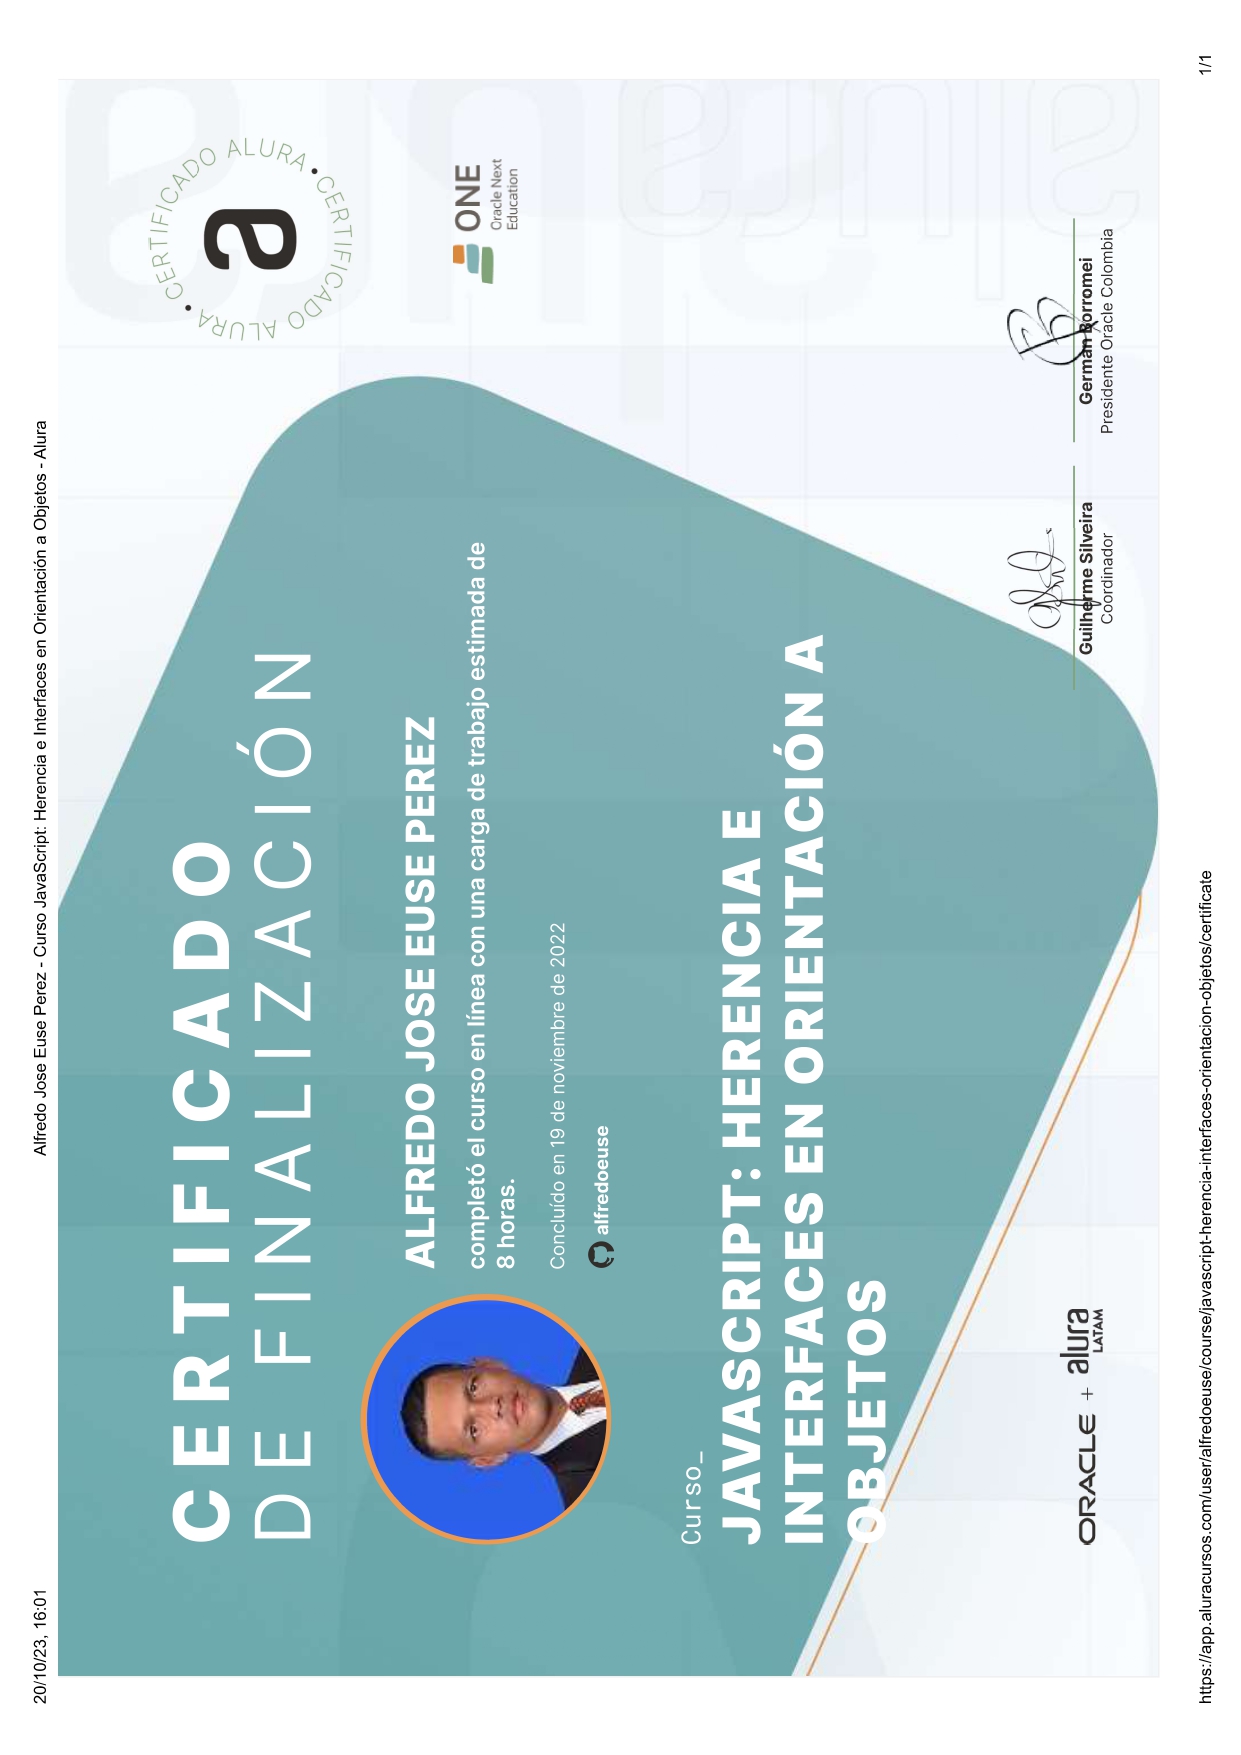 20/10/23, 16:01
Alfredo Jose Euse Perez - Curso JavaScript: Herencia e Interfaces en Orientación a Objetos - Alura
CERTIFICADO
DE FINALIZACIÓN
• CERTIFICADO ALURA • CERTIFICADO ALURA
a
ALFREDO JOSE EUSE PEREZ
completó el curso en línea con una carga de trabajo estimada de
8 horas.
Concluído en 19 de noviembre de 2022
alfredoeuse
ONE
Oracle Next
Education
Curso_
JAVASCRIPT: HERENCIA E
INTERFACES EN ORIENTACIÓN A
OBJETOS
ORACLE + alura
LATAM
Guilherme Silveira
Coordinador
German Borromei
Presidente Oracle Colombia
alura
https://app.aluracursos.com/user/alfredoeuse/course/javascript-herencia-interfaces-orientacion-objetos/certificate
1/1